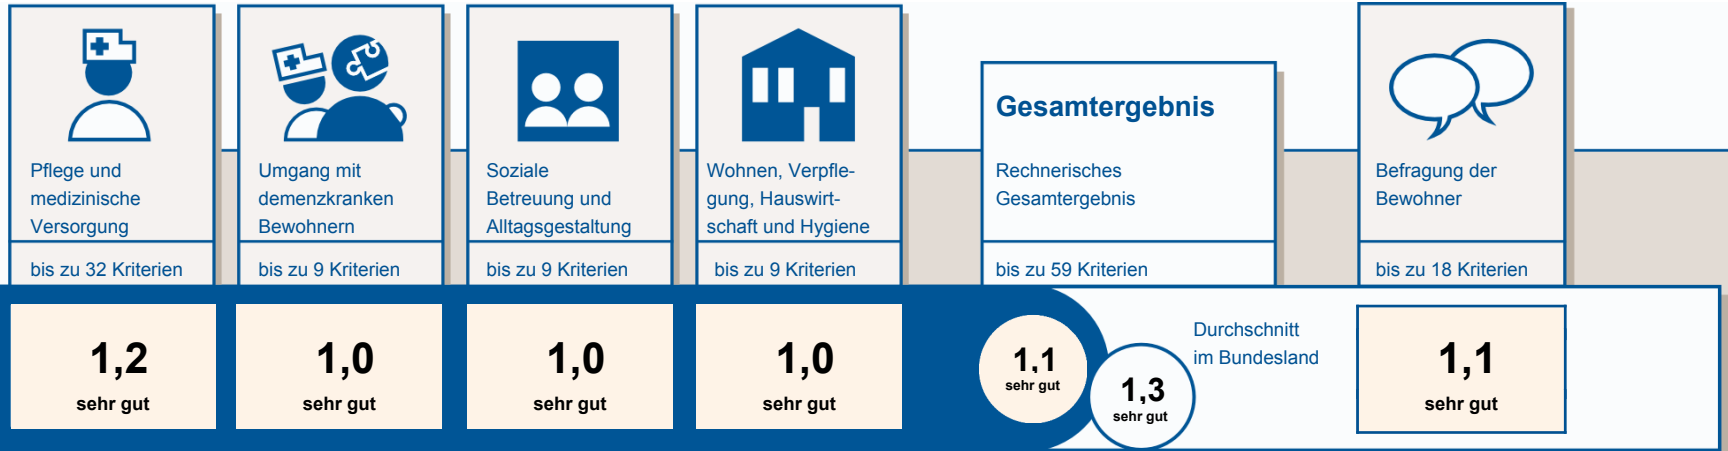 Pflege und
medizinische
Versorgung
bis zu 32 Kriterien
1,2
sehr gut
Umgang mit
demenzkranken
Bewohnern
bis zu 9 Kriterien
1,0
sehr gut
Soziale
Betreuung und
Alltagsgestaltung
bis zu 9 Kriterien
1,0
sehr gut
Wohnen, Verpfle-
gung, Hauswirt-
schaft und Hygiene
bis zu 9 Kriterien
1,0
sehr gut
Gesamtergebnis
Rechnerisches
Gesamtergebnis
bis zu 59 Kriterien
1,1
sehr gut
1,3
sehr gut
Durchschnitt
im Bundesland
Befragung der
Bewohner
bis zu 18 Kriterien
1,1
sehr gut